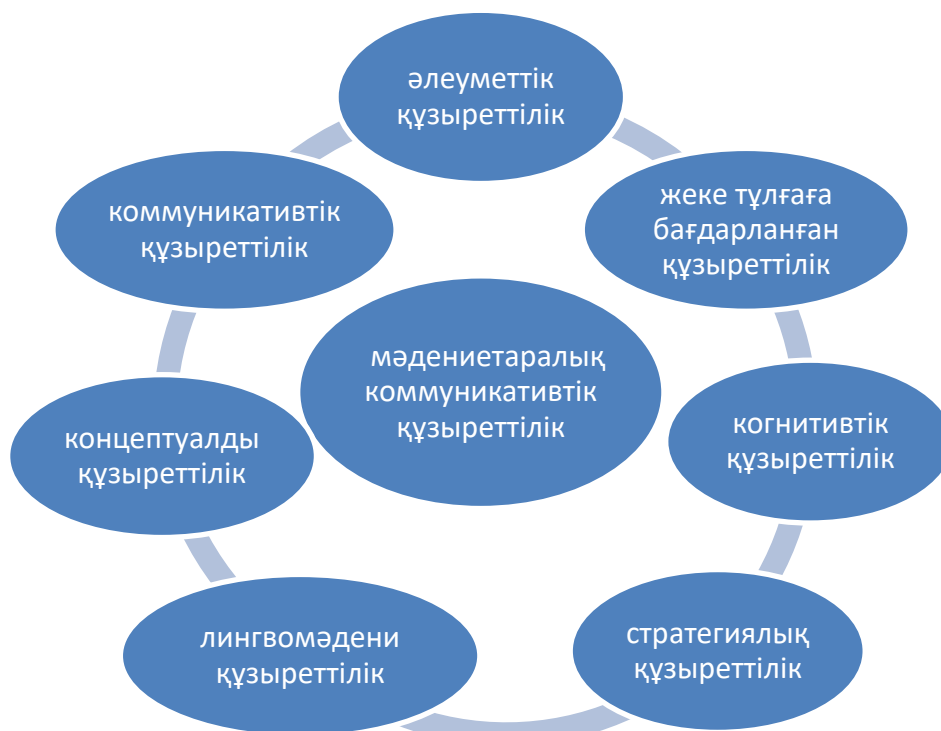 әлеуметтік
құзыреттілік
жеке тұлғаға
бағдарланған
құзыреттілік
когнитивтік
құзыреттілік
стратегиялық
құзыреттілік
лингвомәдени
құзыреттілік
концептуалды
құзыреттілік
коммуникативтік
құзыреттілік
мәдениетаралық
коммуникативтік
құзыреттілік